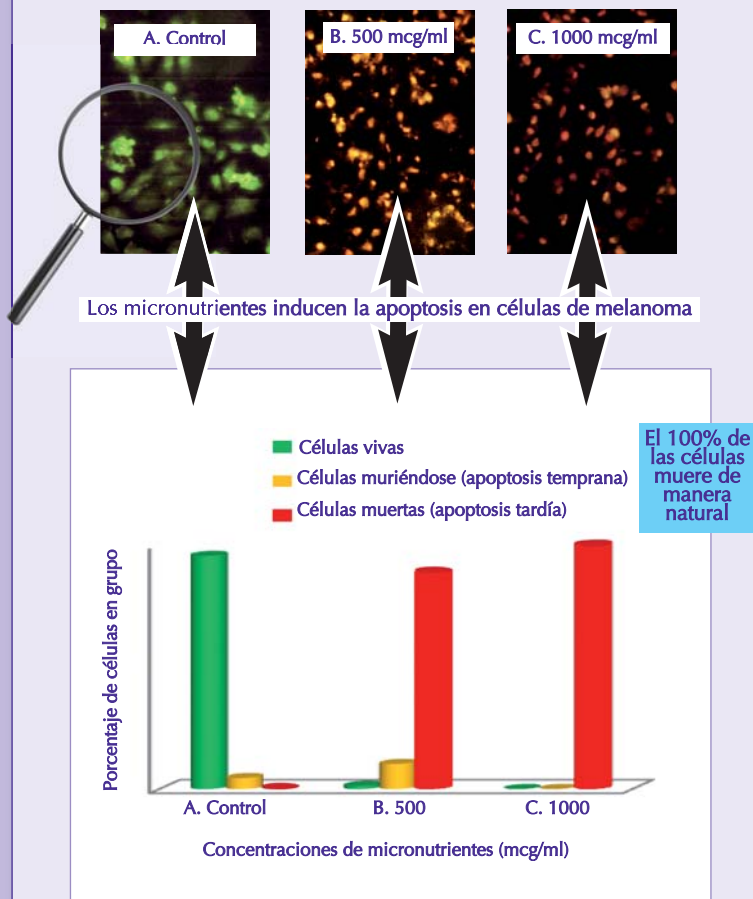 A. Control
B. 500 mcg/ml
C. 1000 mcg/ml
Los micronutrientes inducen la apoptosis en células de melanoma
Células vivas
Células muriéndose (apoptosis temprana)
Células muertas (apoptosis tardía)
El 100% de
las células
muere de
manera
natural
Porcentaje de células en grupo
A. Control
B. 500
C. 1000
Concentraciones de micronutrientes (mcg/ml)